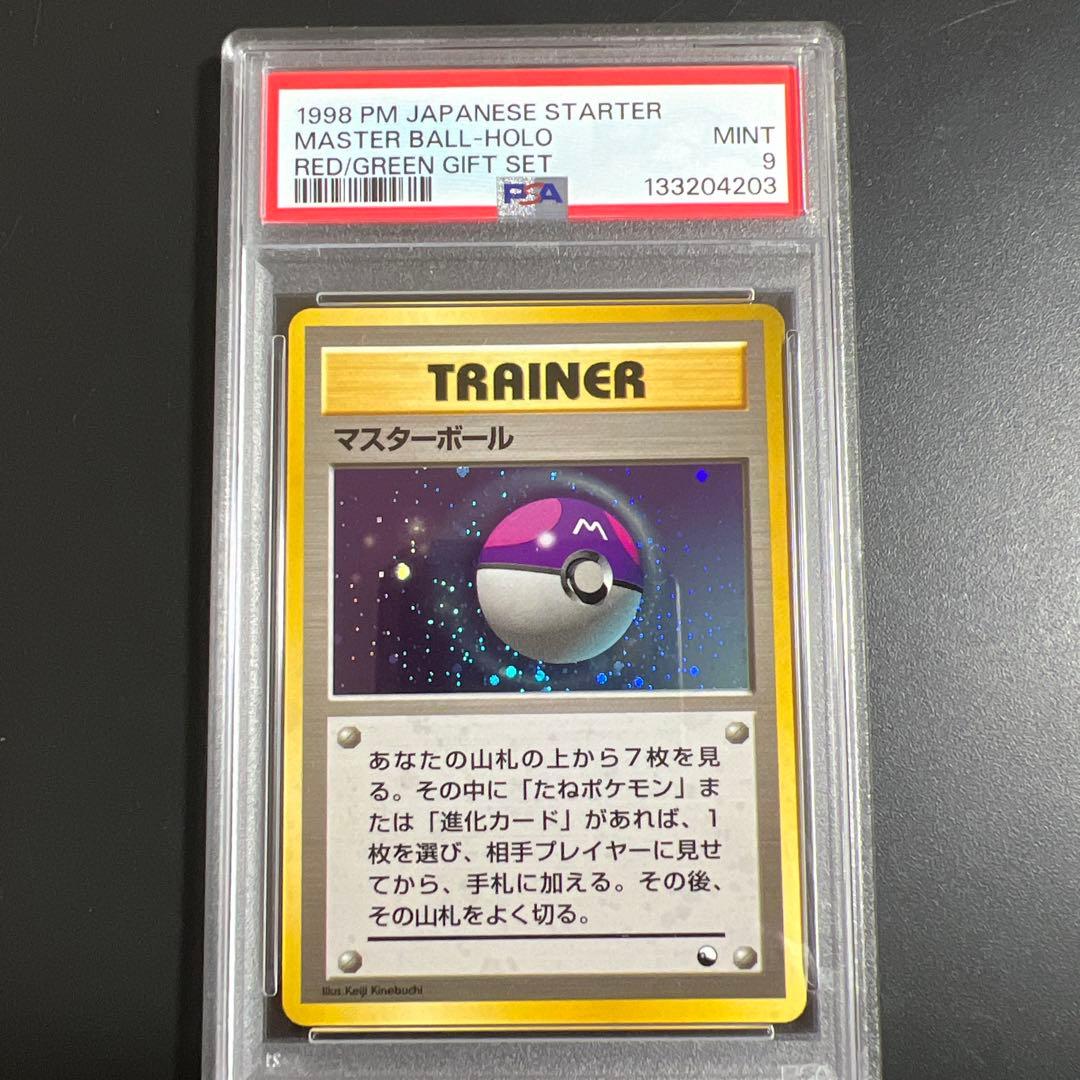 1998 PM JAPANESE STARTER
MASTER BALL-HOLO
MINT
RED/GREEN GIFT SET
9
PSA
133204203
TRAINER
マスターボール
M
あなたの山札の上から7枚を見
る。その中に「たねポケモン」ま
たは「進化カード」があれば、1
枚を選び、相手プレイヤーに見せ
てから、手札に加える。その後、
その山札をよく切る。
Illus.Keiji Kinebuchi